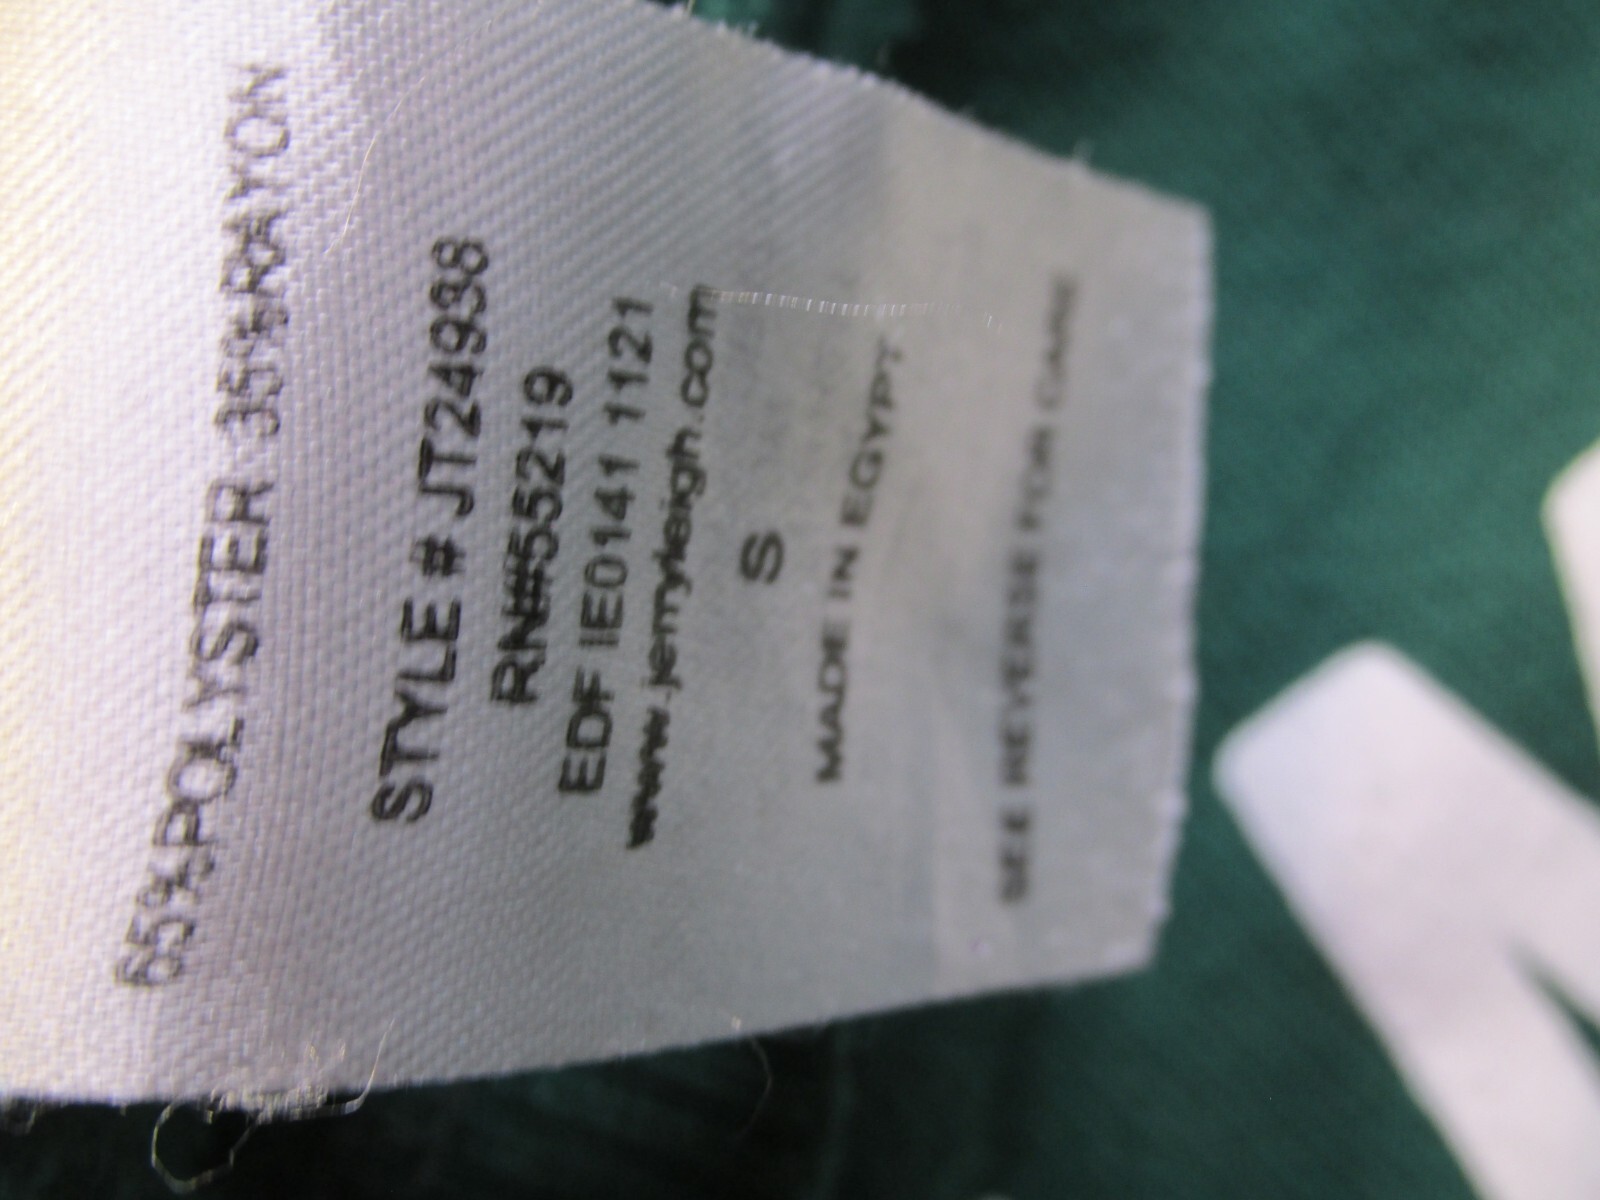 65%POLYSTER 35%RAYON
STYLE # JT24938
RN#55219
EDF IE0141 1121
www.jerryleigh.com
S
MADE IN EGYPT
SEE REVERSE FOR CARE